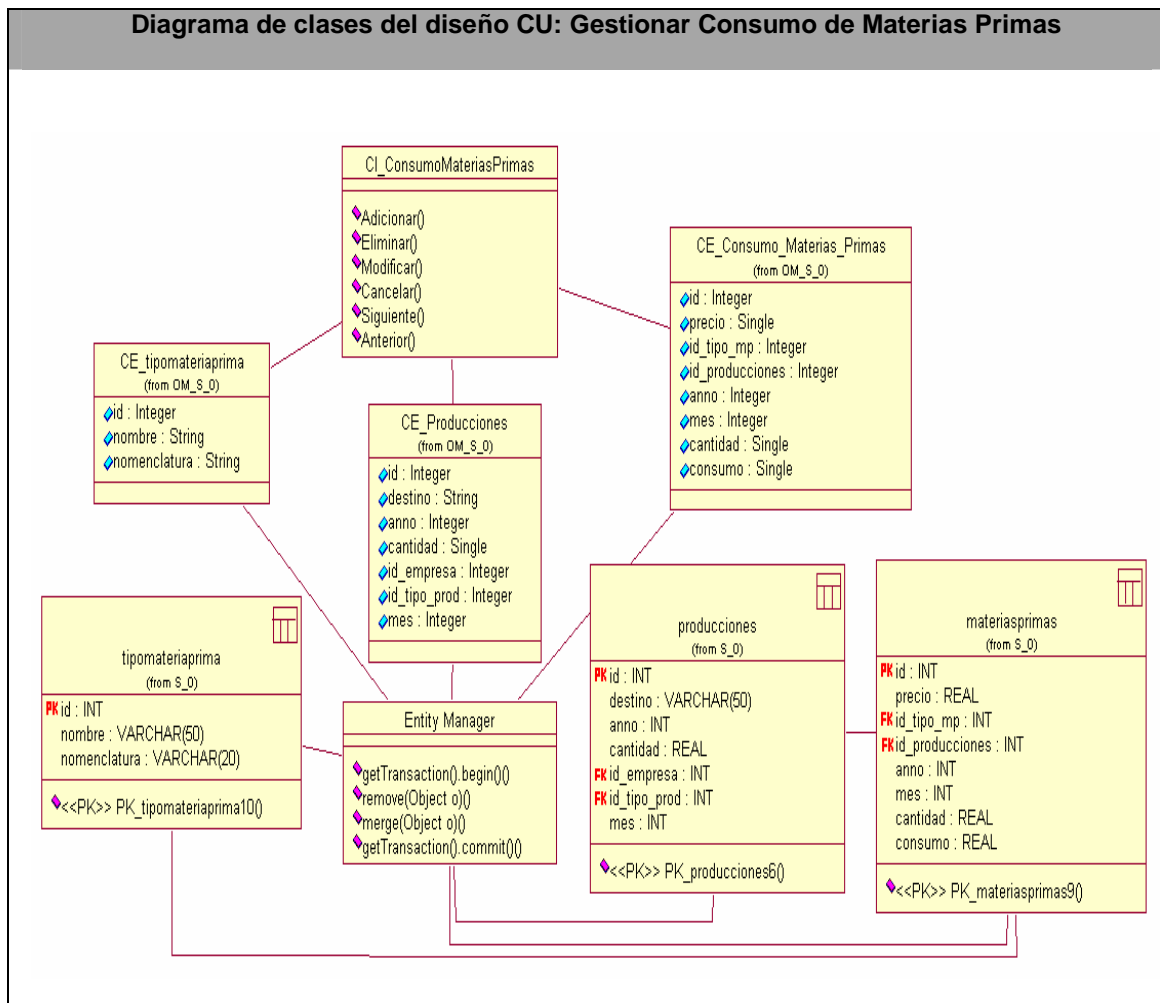 Diagrama de clases del diseño CU: Gestionar Consumo de Materias Primas
CI_ConsumoMateriasPrimas
Adicionar()
Eliminar()
Modificar()
Cancelar()
Siguiente()
Anterior()
CE_Consumo_Materias_Primas
(from OM_S_0)
id : Integer
precio : Single
id_tipo_mp : Integer
id_producciones : Integer
anno : Integer
mes : Integer
cantidad : Single
consumo : Single
CE_tipomateriaprima
(from OM_S_0)
id : Integer
nombre : String
nomenclatura : String
CE_Producciones
(from OM_S_0)
id : Integer
destino : String
anno : Integer
cantidad : Single
id_empresa : Integer
id_tipo_prod : Integer
mes : Integer
tipomateriaprima
(from S_0)
PK id : INT
nombre : VARCHAR(50)
nomenclatura : VARCHAR(20)
<<PK>> PK_tipomateriaprima10()
Entity Manager
getTransaction().begin()()
remove(Object o)()
merge(Object o)()
getTransaction().commit()()
producciones
(from S_0)
PK id : INT
destino : VARCHAR(50)
anno : INT
cantidad : REAL
FK id_empresa : INT
FK id_tipo_prod : INT
mes : INT
<<PK>> PK_producciones6()
materiasprimas
(from S_0)
PK id : INT
precio : REAL
FK id_tipo_mp : INT
FK id_producciones : INT
anno : INT
mes : INT
cantidad : REAL
consumo : REAL
<<PK>> PK_materiasprimas9()